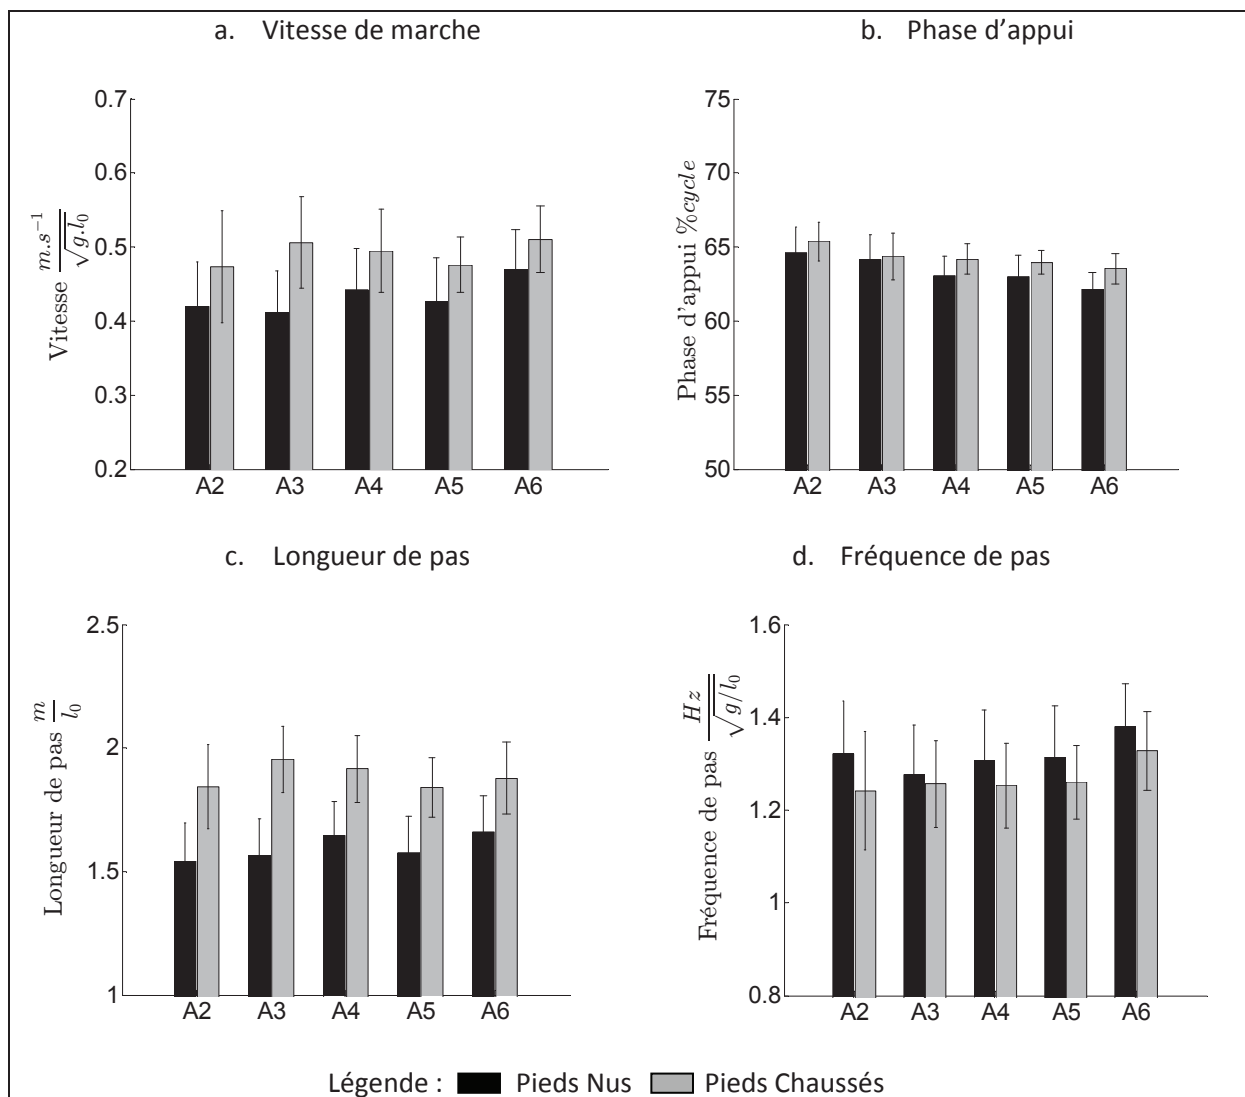 a. Vitesse de marche
0.7
0.6
0.5
0.4
0.3
0.2
Vitesse m.s⁻¹ / √g.l₀
A2 A3 A4 A5 A6
b. Phase d'appui
75
70
65
60
55
50
Phase d'appui %cycle
A2 A3 A4 A5 A6
c. Longueur de pas
2.5
2
1.5
1
Longueur de pas m / l₀
A2 A3 A4 A5 A6
d. Fréquence de pas
1.6
1.4
1.2
1
0.8
Fréquence de pas Hz / √g/l₀
A2 A3 A4 A5 A6
Légende : Pieds Nus Pieds Chaussés